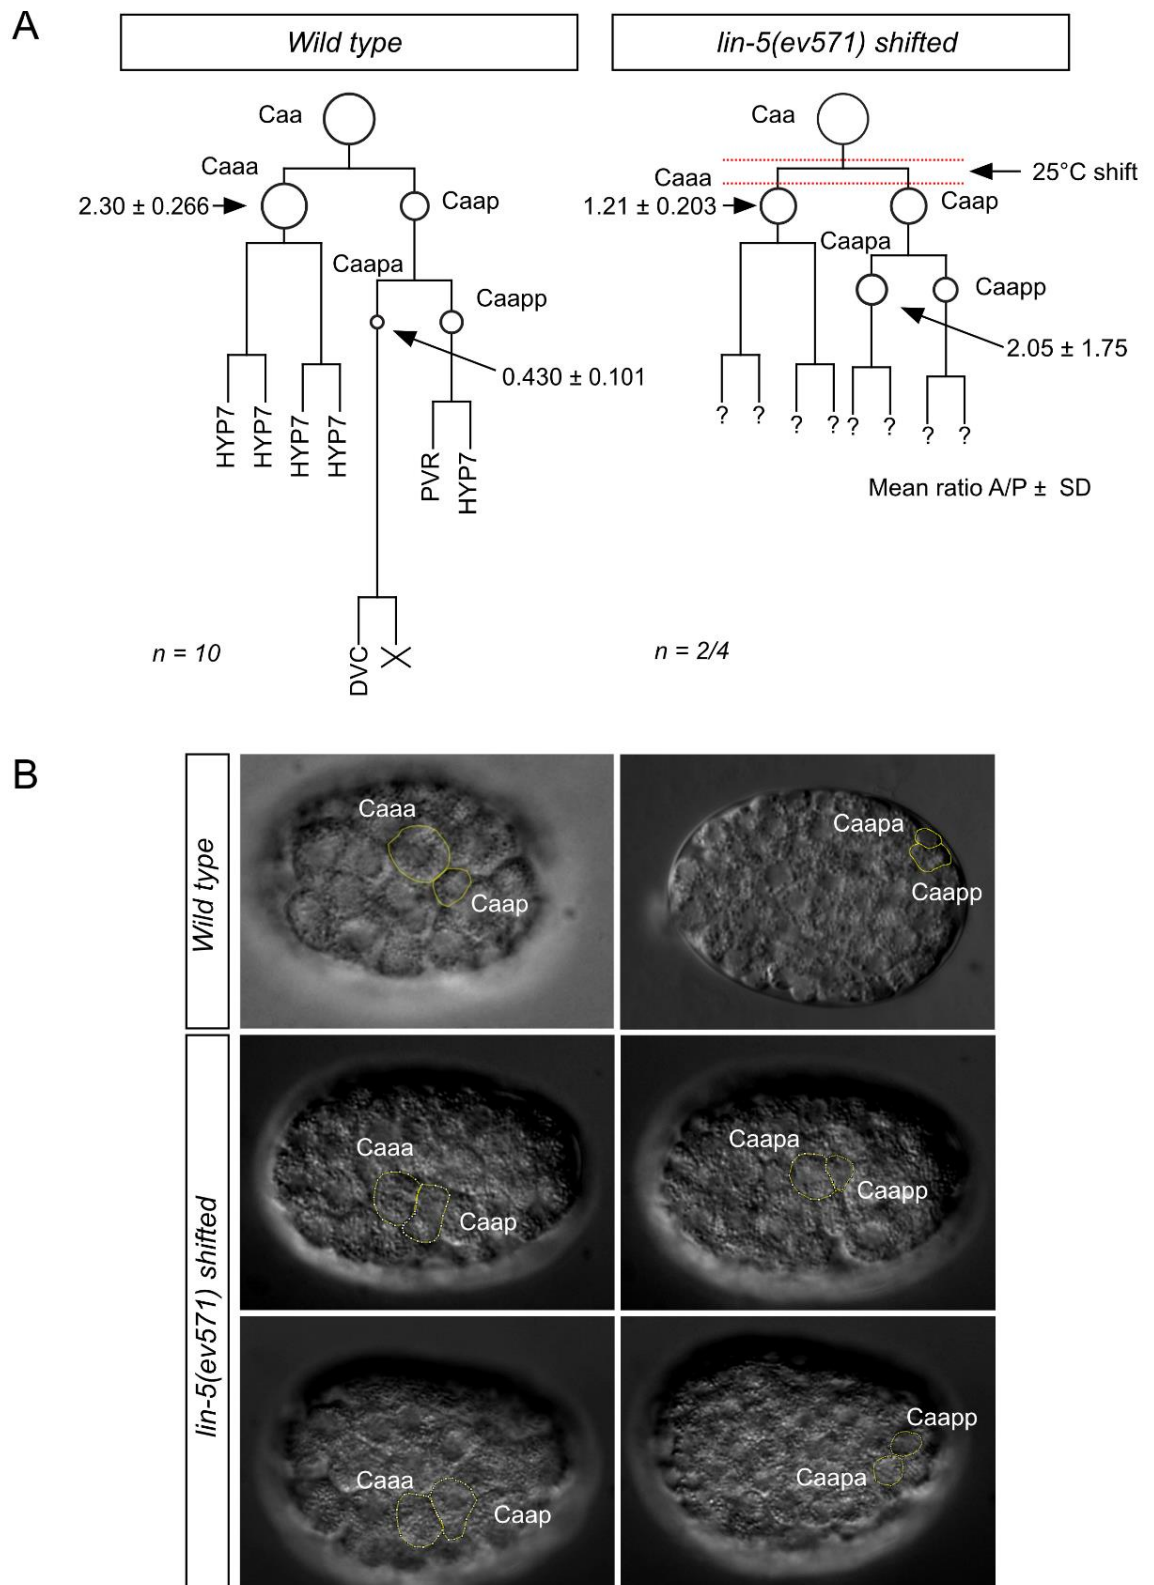 A
Wild type
lin-5(ev571) shifted
Caa
Caaa
2.30 ± 0.266
Caap
Caapa
Caapp
0.430 ± 0.101
HYP7
HYP7
HYP7
HYP7
PVR
HYP7
DVC
X
n = 10
Caa
25°C shift
Caaa
1.21 ± 0.203
Caap
Caapa
Caapp
2.05 ± 1.75
? ? ? ? ? ? ? ?
Mean ratio A/P ± SD
n = 2/4
B
Wild type
Caaa
Caap
Caapa
Caapp
lin-5(ev571) shifted
Caaa
Caap
Caapa
Caapp
Caaa
Caap
Caapp
Caapa